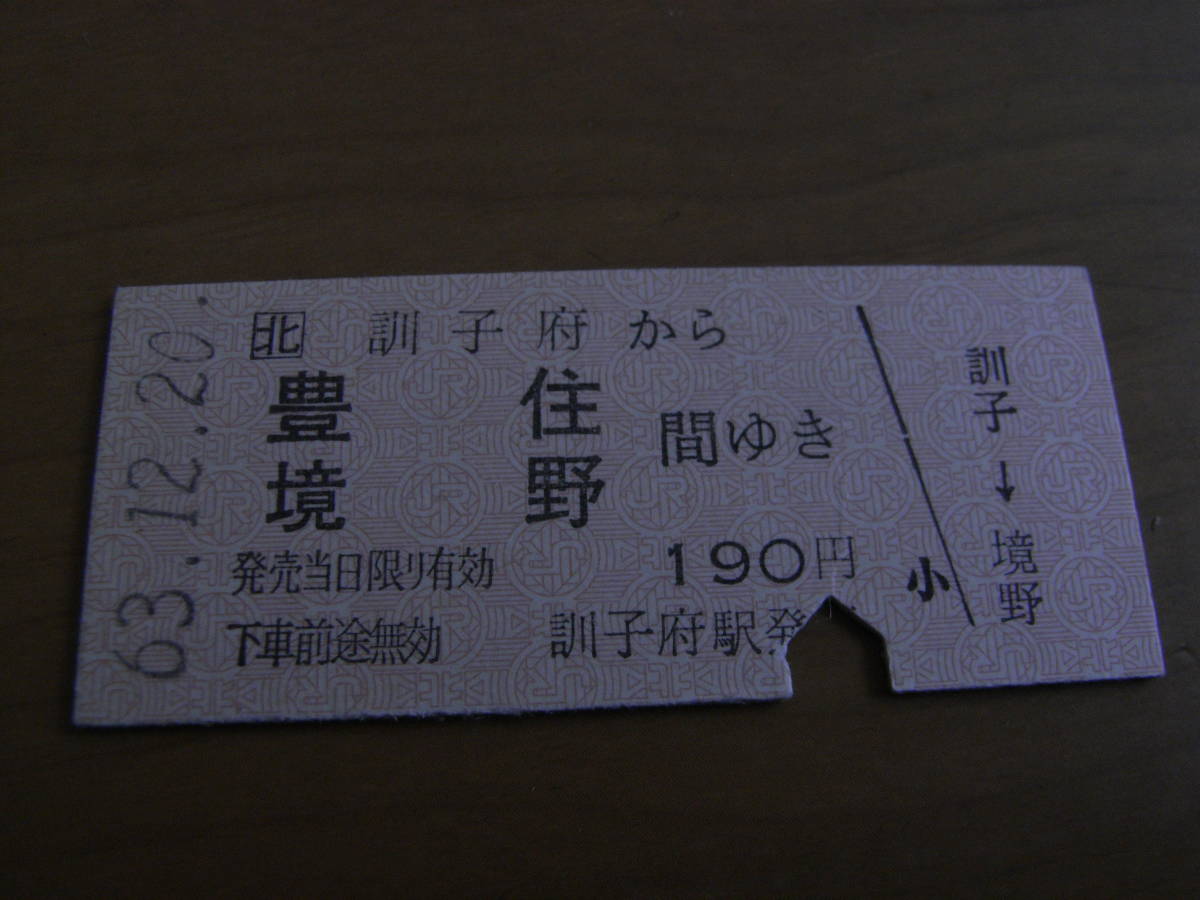 63.12.20.
北 訓子府から
豊住
境野
間ゆき
発売当日限り有効 190円
下車前途無効 訓子府駅発
小
訓子→境野